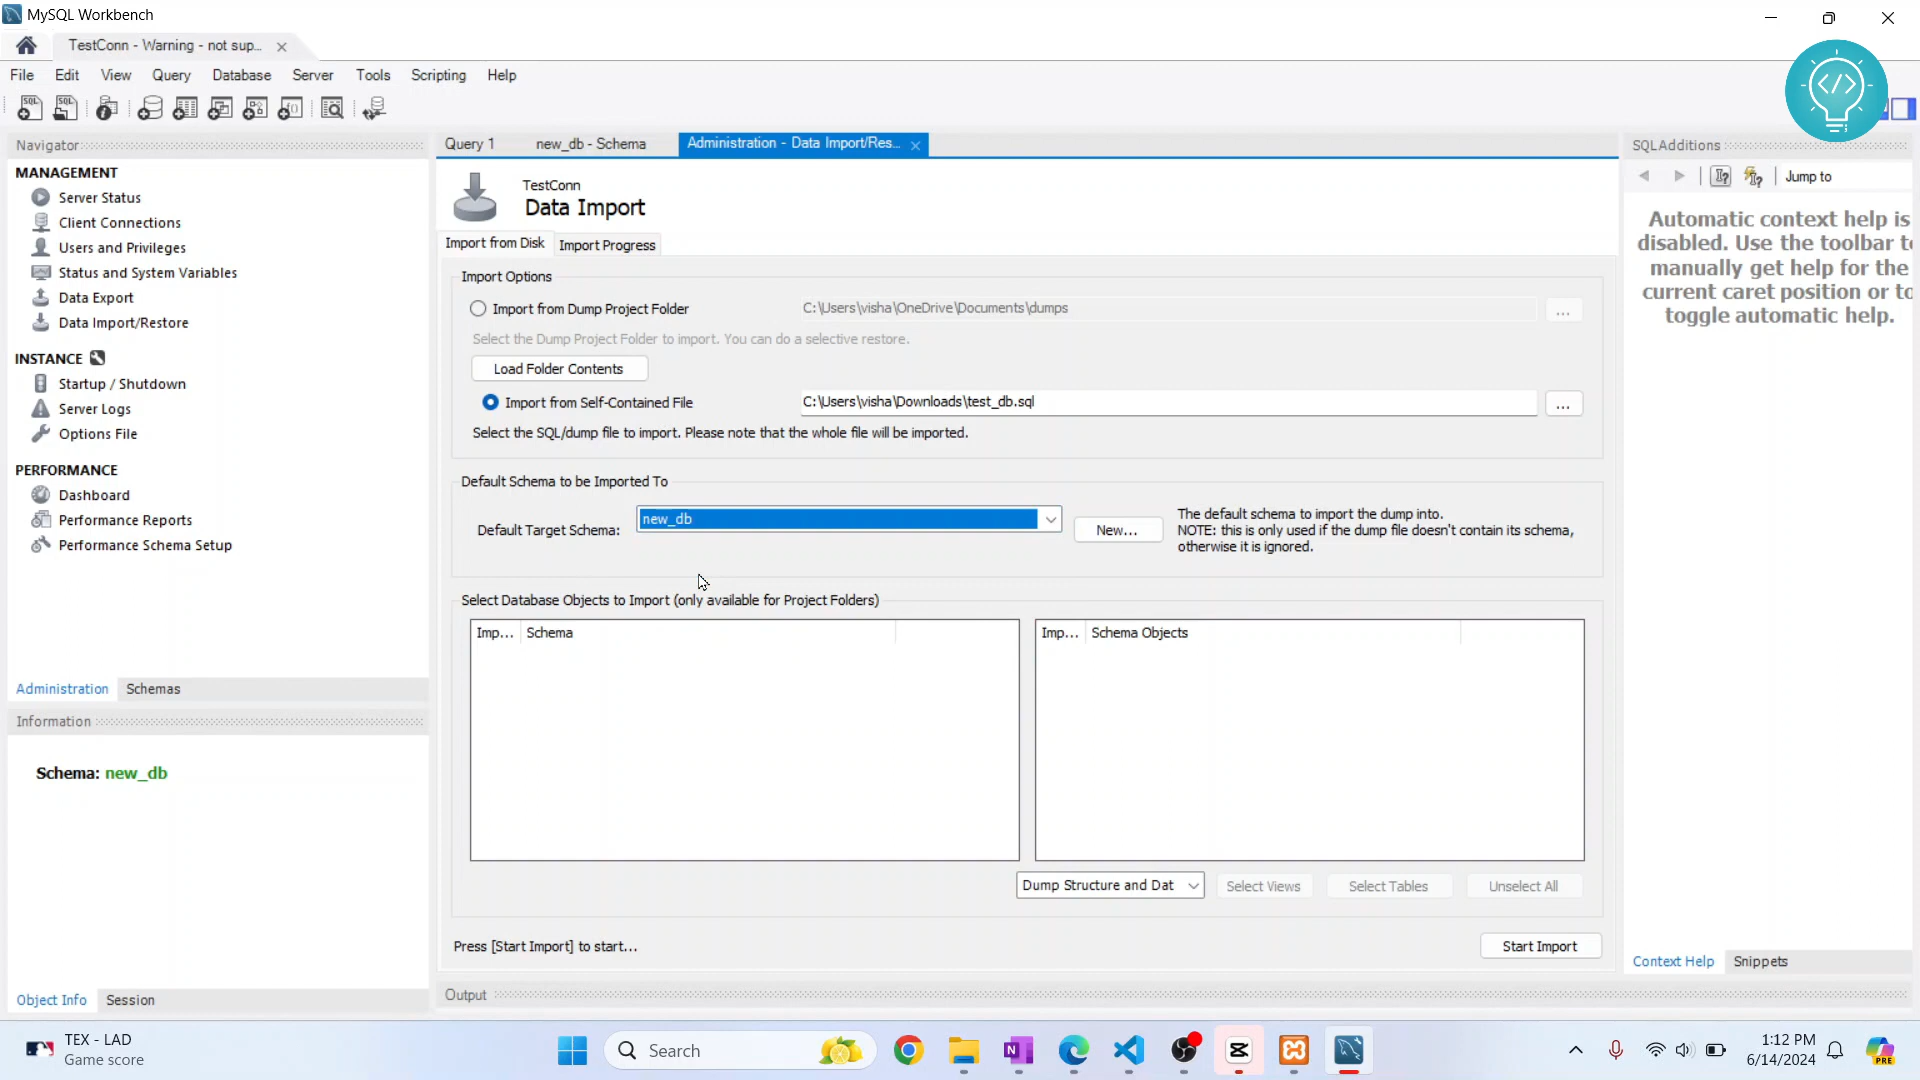 MySQL Workbench
TestConn - Warning - not sup...
File Edit View Query Database Server Tools Scripting Help
Navigator
MANAGEMENT
Server Status
Client Connections
Users and Privileges
Status and System Variables
Data Export
Data Import/Restore
INSTANCE
Startup / Shutdown
Server Logs
Options File
PERFORMANCE
Dashboard
Performance Reports
Performance Schema Setup
Administration Schemas
Information
Schema: new_db
Object Info Session
Query 1 new_db - Schema Administration - Data Import/Res...
TestConn
Data Import
Import from Disk Import Progress
Import Options
Import from Dump Project Folder C:\Users\visha\OneDrive\Documents\dumps ...
Select the Dump Project Folder to import. You can do a selective restore.
Load Folder Contents
Import from Self-Contained File C:\Users\visha\Downloads\test_db.sql ...
Select the SQL/dump file to import. Please note that the whole file will be imported.
Default Schema to be Imported To
Default Target Schema: new_db New...
The default schema to import the dump into.
NOTE: this is only used if the dump file doesn't contain its schema,
otherwise it is ignored.
Select Database Objects to Import (only available for Project Folders)
Imp... Schema
Imp... Schema Objects
Dump Structure and Dat Select Views Select Tables Unselect All
Press [Start Import] to start... Start Import
Output
SQLAdditions
Jump to
Automatic context help is
disabled. Use the toolbar to
manually get help for the
current caret position or to
toggle automatic help.
Context Help Snippets
TEX - LAD
Game score
Search
1:12 PM
6/14/2024
PRE